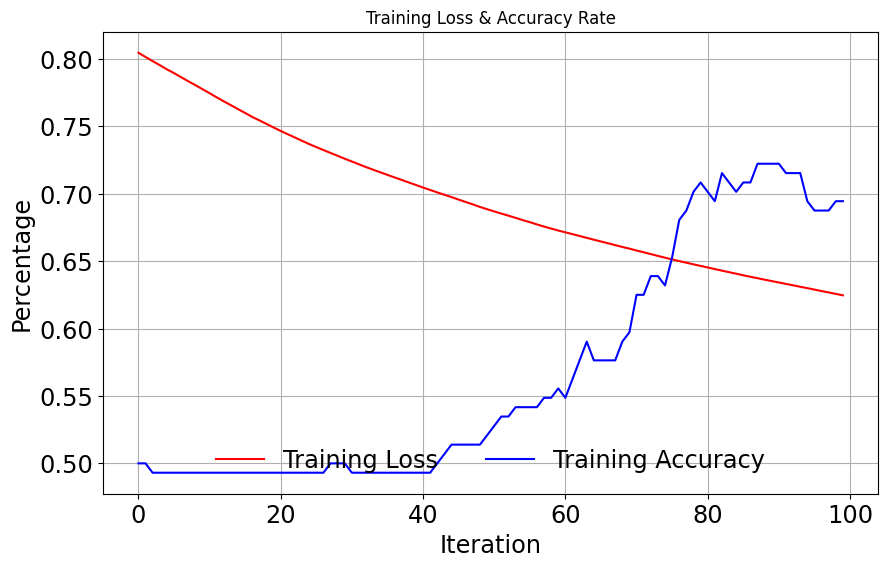 Training Loss & Accuracy Rate
0.80
0.75
0.70
0.65
0.60
0.55
0.50
Percentage
Training Loss
Training Accuracy
0
20
40
60
80
100
Iteration